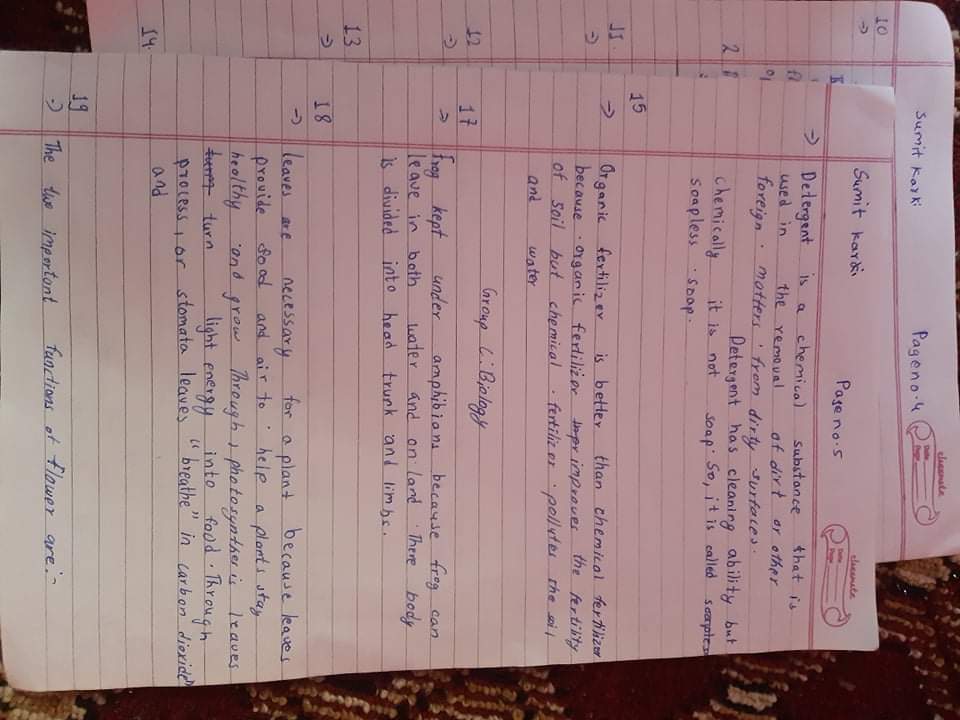 Sumit Karki
Page no. 4
classmate
Date
Page
10
->
11
->
12
->
13
->
14.
Sumit Karki
Page no. 5
classmate
Date
Page
-> Detergent is a chemical substance that is
used in the removal of dirt or other
foreign . matters . from dirty surfaces.
Detergent has cleaning ability but
chemically it is not soap. So, it is called soapless
soapless . soap.
15
-> Organic fertilizer is better than chemical fertilizer
because . organic fertilizer impr improves the fertility
of soil but chemical . fertilizer . pollutes the soil
and water
Group C: Biology
17
-> Frog kept under amphibions because frog can
leave in both water and on land . There body
is divided into head trunk and limbs.
18
-> leaves are necessary for a plant because leaves
provide food and air to . help a plants stay
healthy and grow Through, photosynthesis leaves
turn turn light energy into food . Through
process, or stomata leaves "breathe" in carbon dioxide"
and
19
-> The two important functions of flower are:-